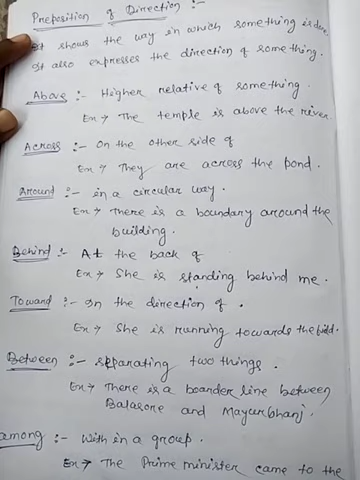 Preposition of Direction :-
It shows the way in which something is done.
It also expresses the direction of something.
Above :- Higher relative of something.
Ex → The temple is above the river
Across :- On the other side of
Ex → They are across the pond.
Around :- in a circular way.
Ex → There is a boundary around the
building.
Behind :- At the back of
Ex → She is standing behind me.
Toward :- In the direction of .
Ex → She is running towards the field.
Between :- separating two things.
Ex → There is a boarder line between
Balasore and Mayurbhanj.
among :- With in a group.
Ex → The Prime minister came to the